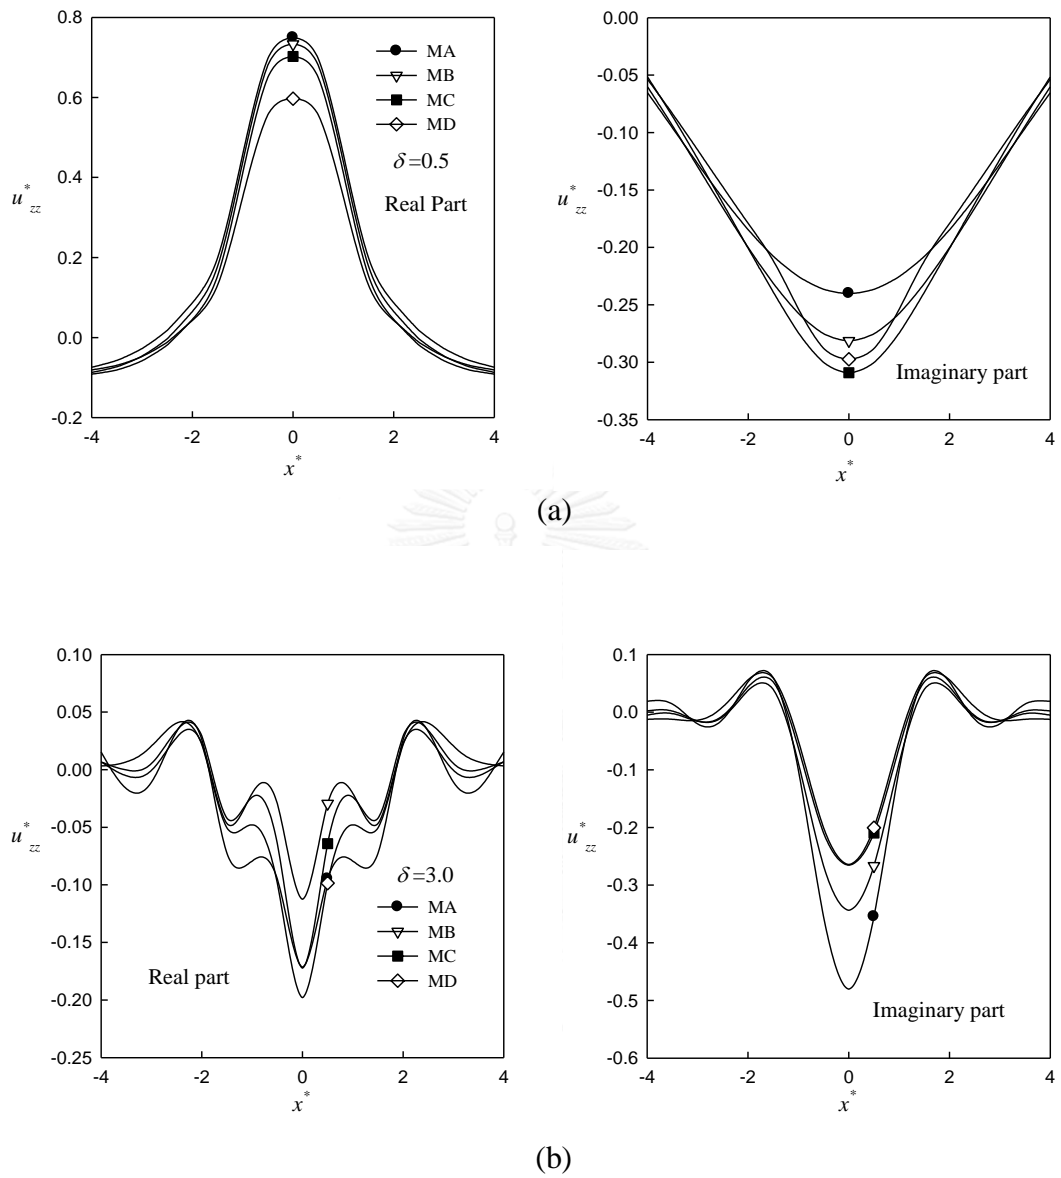 0.8
0.6
0.4
0.2
0.0
-0.2
-4
-2
0
2
4
u*zz
x*
MA
MB
MC
MD
δ=0.5
Real Part
0.00
-0.05
-0.10
-0.15
-0.20
-0.25
-0.30
-0.35
-4
-2
0
2
4
u*zz
x*
Imaginary part
(a)
0.10
0.05
0.00
-0.05
-0.10
-0.15
-0.20
-0.25
-4
-2
0
2
4
u*zz
x*
δ=3.0
MA
MB
MC
MD
Real part
0.1
0.0
-0.1
-0.2
-0.3
-0.4
-0.5
-0.6
-4
-2
0
2
4
u*zz
x*
Imaginary part
(b)